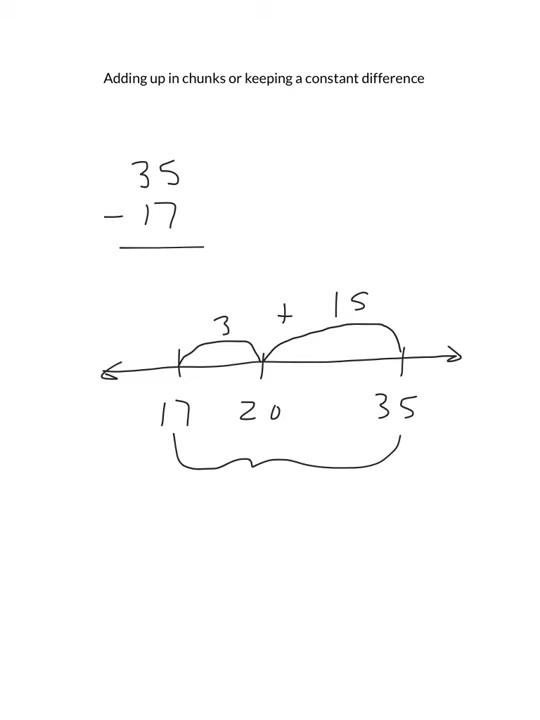 Adding up in chunks or keeping a constant difference
35
- 17
3 + 15
17 20 35